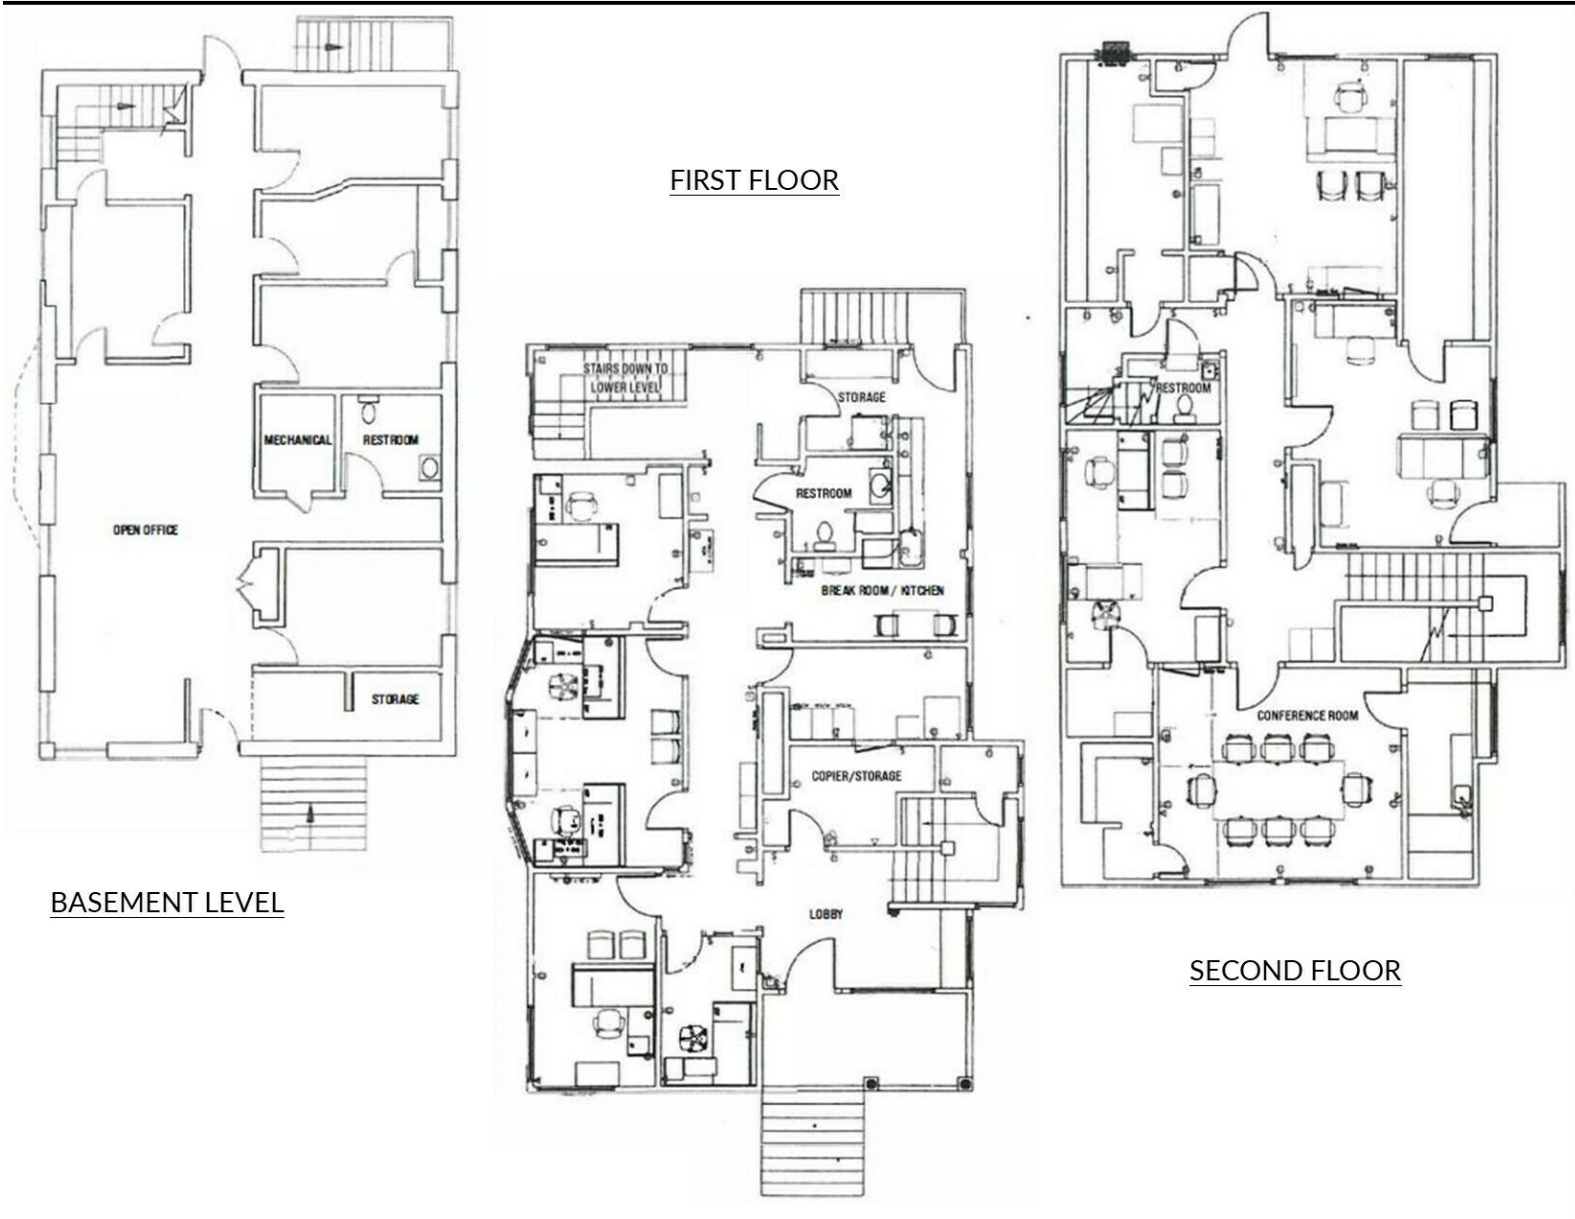 FIRST FLOOR
STAIRS DOWN TO
LOWER LEVEL
STORAGE
RESTROOM
BREAK ROOM / KITCHEN
COPIER/STORAGE
LOBBY
MECHANICAL
RESTROOM
OPEN OFFICE
STORAGE
BASEMENT LEVEL
RESTROOM
CONFERENCE ROOM
SECOND FLOOR